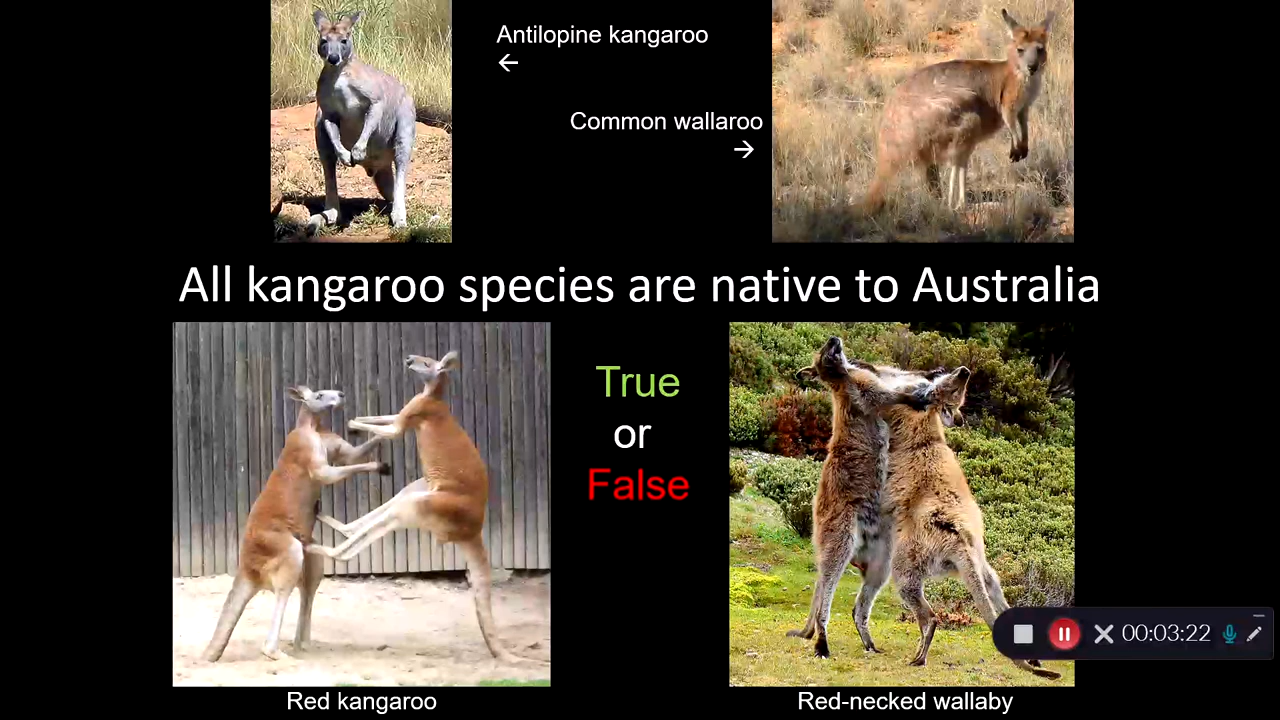 Antilopine kangaroo
←
Common wallaroo
→
All kangaroo species are native to Australia
True
or
False
00:03:22
Red kangaroo
Red-necked wallaby